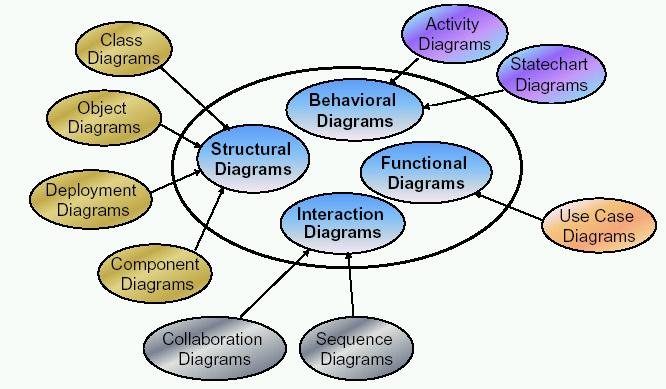 Class
Diagrams
Activity
Diagrams
Statechart
Diagrams
Object
Diagrams
Behavioral
Diagrams
Structural
Diagrams
Functional
Diagrams
Deployment
Diagrams
Interaction
Diagrams
Use Case
Diagrams
Component
Diagrams
Collaboration
Diagrams
Sequence
Diagrams